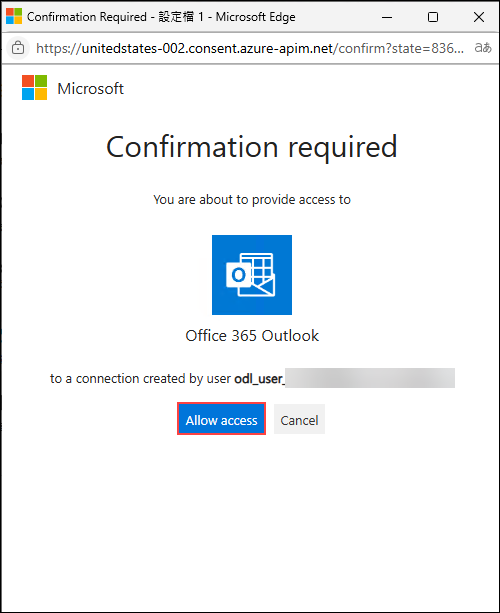 Confirmation Required - 設定檔 1 - Microsoft Edge
https://unitedstates-002.consent.azure-apim.net/confirm?state=836... あ
Microsoft
Confirmation required
You are about to provide access to
O
Office 365 Outlook
to a connection created by user odl_user_
Allow access
Cancel